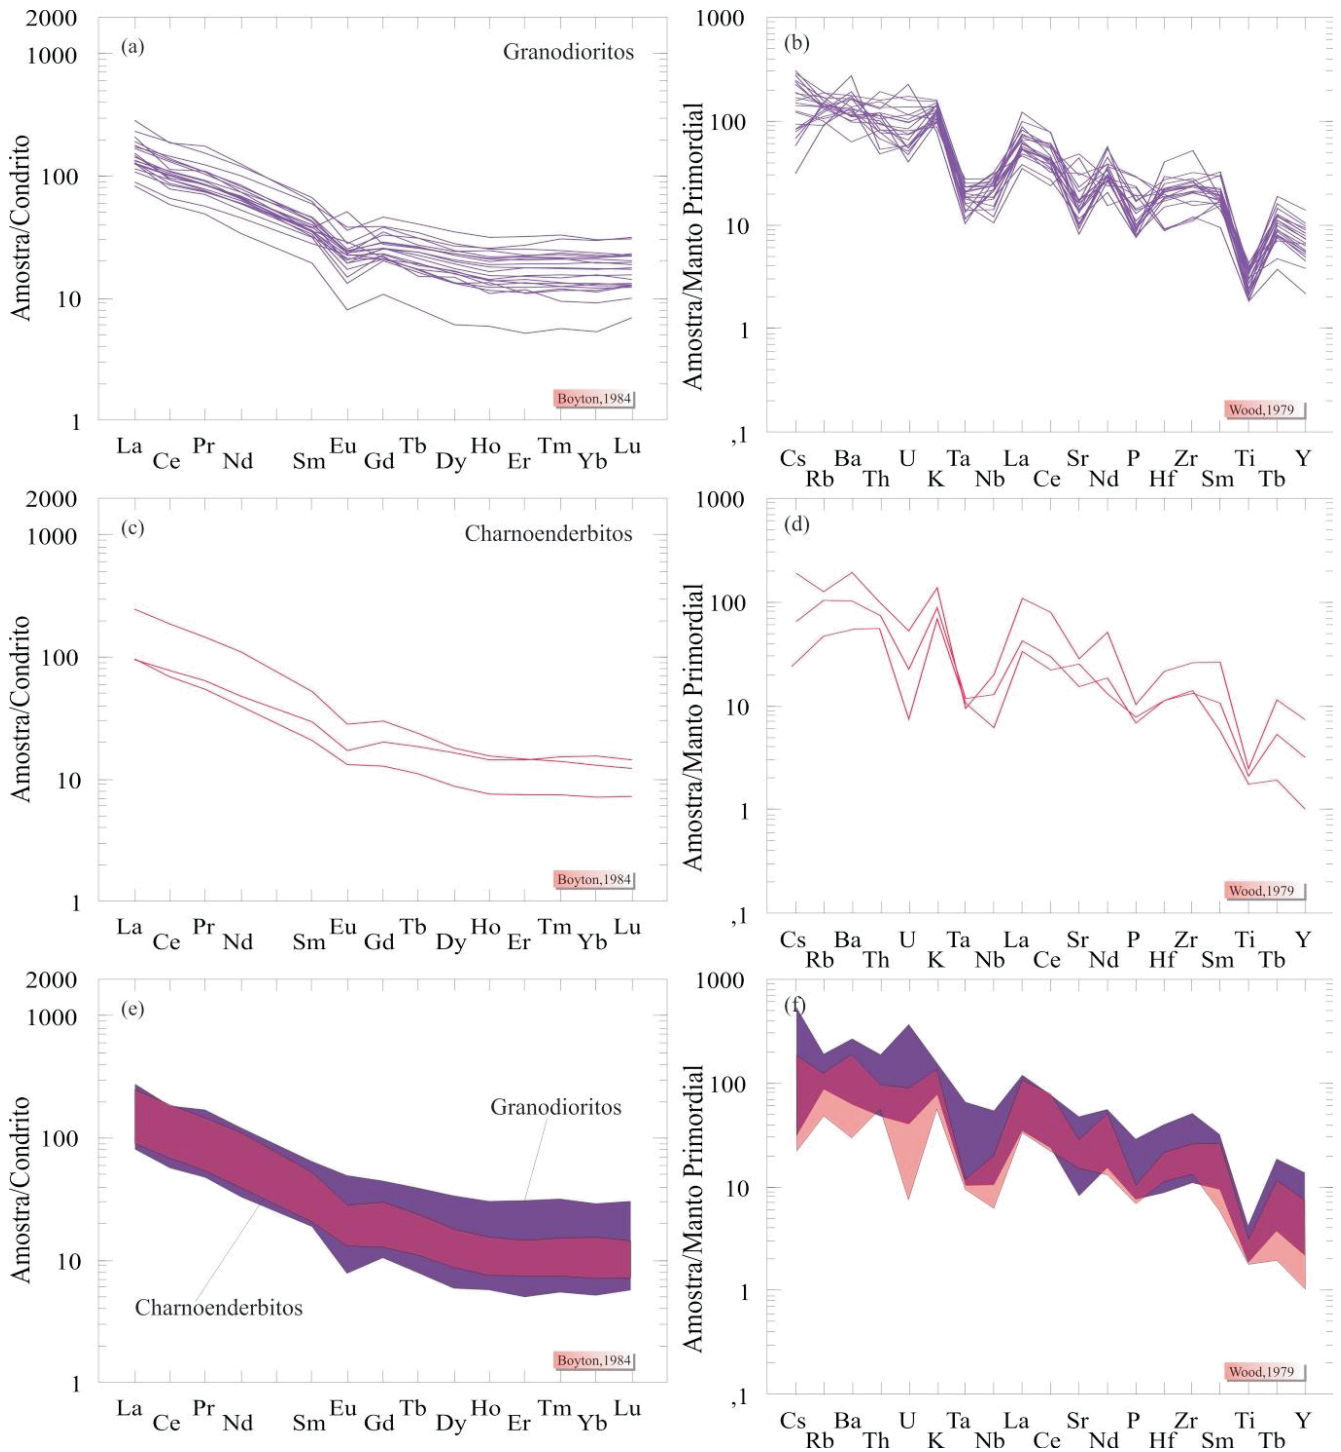 (a)
Granodioritos
2000
1000
100
10
1
Amostra/Condrito
Boyton,1984
La Ce Pr Nd Sm Eu Gd Tb Dy Ho Er Tm Yb Lu
(b)
1000
100
10
1
,1
Amostra/Manto Primordial
Wood,1979
Cs Rb Ba Th U K Ta Nb La Ce Sr Nd P Hf Zr Sm Ti Tb Y
(c)
Charnoenderbitos
2000
1000
100
10
1
Amostra/Condrito
Boyton,1984
La Ce Pr Nd Sm Eu Gd Tb Dy Ho Er Tm Yb Lu
(d)
1000
100
10
1
,1
Amostra/Manto Primordial
Wood,1979
Cs Rb Ba Th U K Ta Nb La Ce Sr Nd P Hf Zr Sm Ti Tb Y
(e)
2000
1000
100
10
1
Amostra/Condrito
Granodioritos
Charnoenderbitos
Boyton,1984
La Ce Pr Nd Sm Eu Gd Tb Dy Ho Er Tm Yb Lu
(f)
1000
100
10
1
,1
Amostra/Manto Primordial
Wood,1979
Cs Rb Ba Th U K Ta Nb La Ce Sr Nd P Hf Zr Sm Ti Tb Y